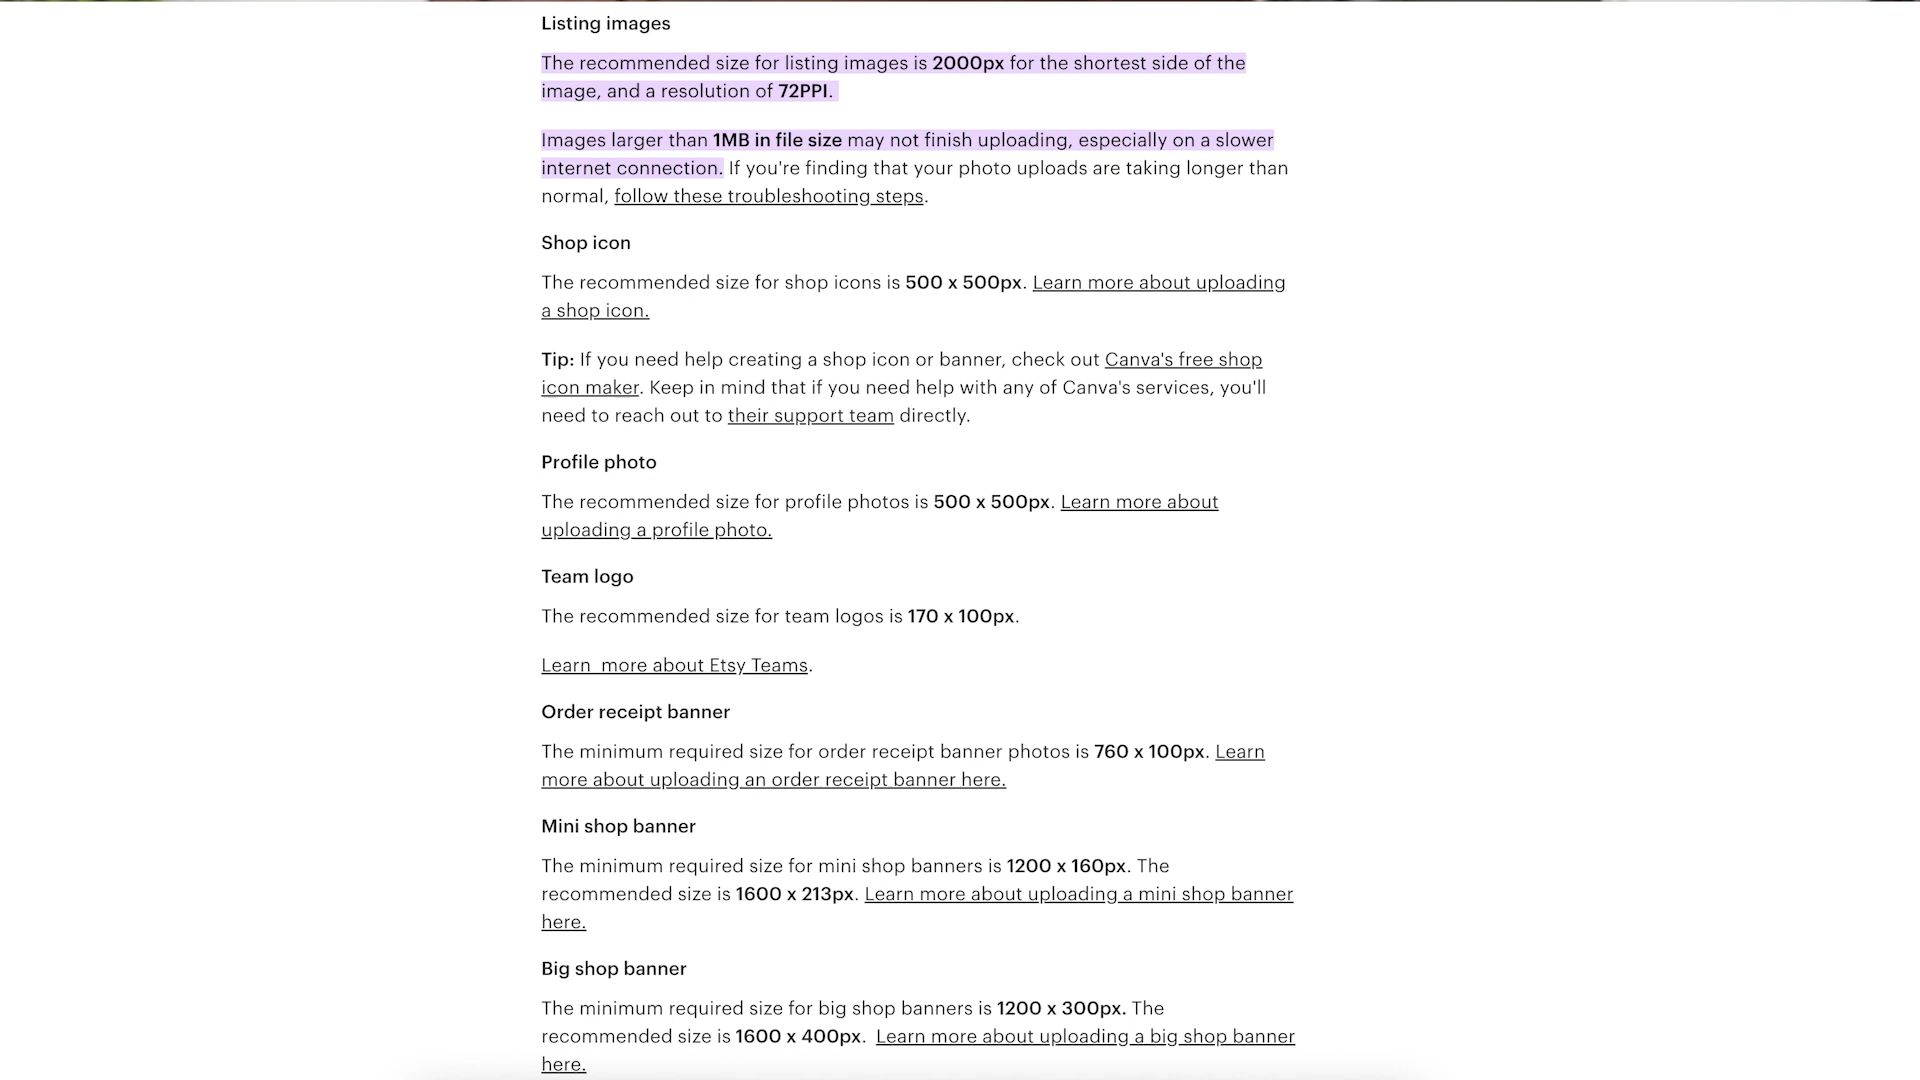 Listing images
The recommended size for listing images is 2000px for the shortest side of the
image, and a resolution of 72PPI.
Images larger than 1MB in file size may not finish uploading, especially on a slower
internet connection. If you're finding that your photo uploads are taking longer than
normal, follow these troubleshooting steps.
Shop icon
The recommended size for shop icons is 500 x 500px. Learn more about uploading
a shop icon.
Tip: If you need help creating a shop icon or banner, check out Canva's free shop
icon maker. Keep in mind that if you need help with any of Canva's services, you'll
need to reach out to their support team directly.
Profile photo
The recommended size for profile photos is 500 x 500px. Learn more about
uploading a profile photo.
Team logo
The recommended size for team logos is 170 x 100px.
Learn  more about Etsy Teams.
Order receipt banner
The minimum required size for order receipt banner photos is 760 x 100px. Learn
more about uploading an order receipt banner here.
Mini shop banner
The minimum required size for mini shop banners is 1200 x 160px. The
recommended size is 1600 x 213px. Learn more about uploading a mini shop banner
here.
Big shop banner
The minimum required size for big shop banners is 1200 x 300px. The
recommended size is 1600 x 400px.  Learn more about uploading a big shop banner
here.